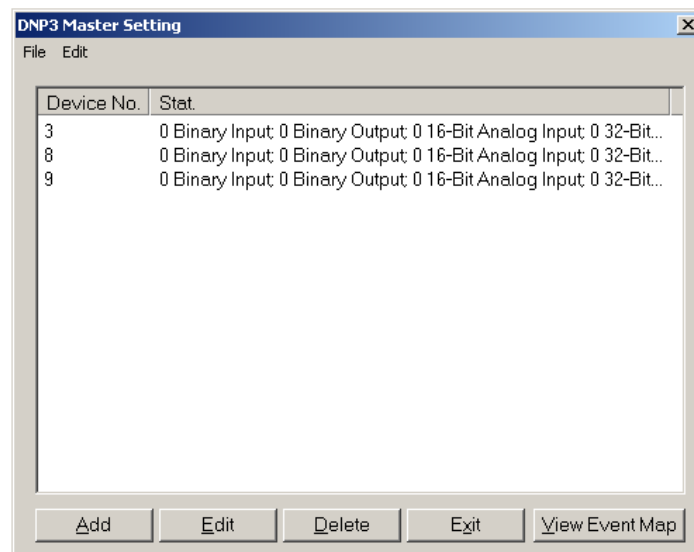 DNP3 Master Setting
File Edit
Device No. Stat.
3 0 Binary Input; 0 Binary Output; 0 16-Bit Analog Input; 0 32-Bit...
8 0 Binary Input; 0 Binary Output; 0 16-Bit Analog Input; 0 32-Bit...
9 0 Binary Input; 0 Binary Output; 0 16-Bit Analog Input; 0 32-Bit...
Add Edit Delete Exit View Event Map